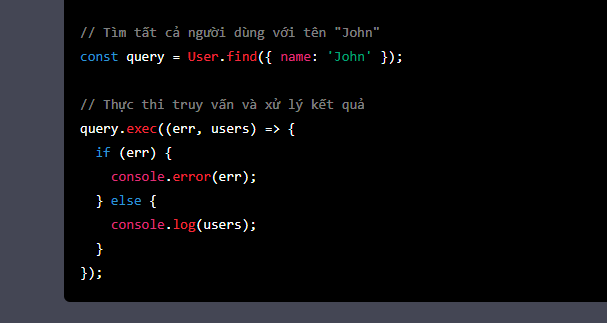 // Tìm tất cả người dùng với tên "John"
const query = User.find({ name: 'John' });
// Thực thi truy vấn và xử lý kết quả
query.exec((err, users) => {
  if (err) {
    console.error(err);
  } else {
    console.log(users);
  }
});